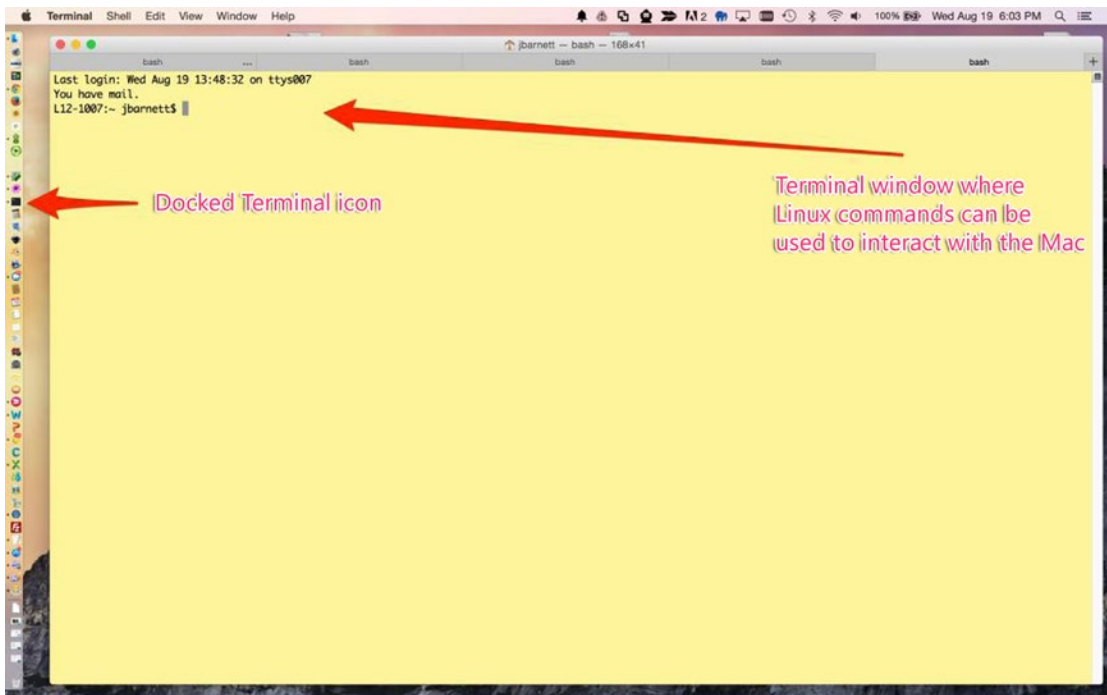 Terminal Shell Edit View Window Help 2 100% Wed Aug 19 6:03 PM
jbarnett — bash — 168×41
bash ... bash bash bash bash +
Last login: Wed Aug 19 13:48:32 on ttys007
You have mail.
L12-1007:~ jbarnett$
Terminal window where
Linux commands can be
used to interact with the Mac
Docked Terminal icon